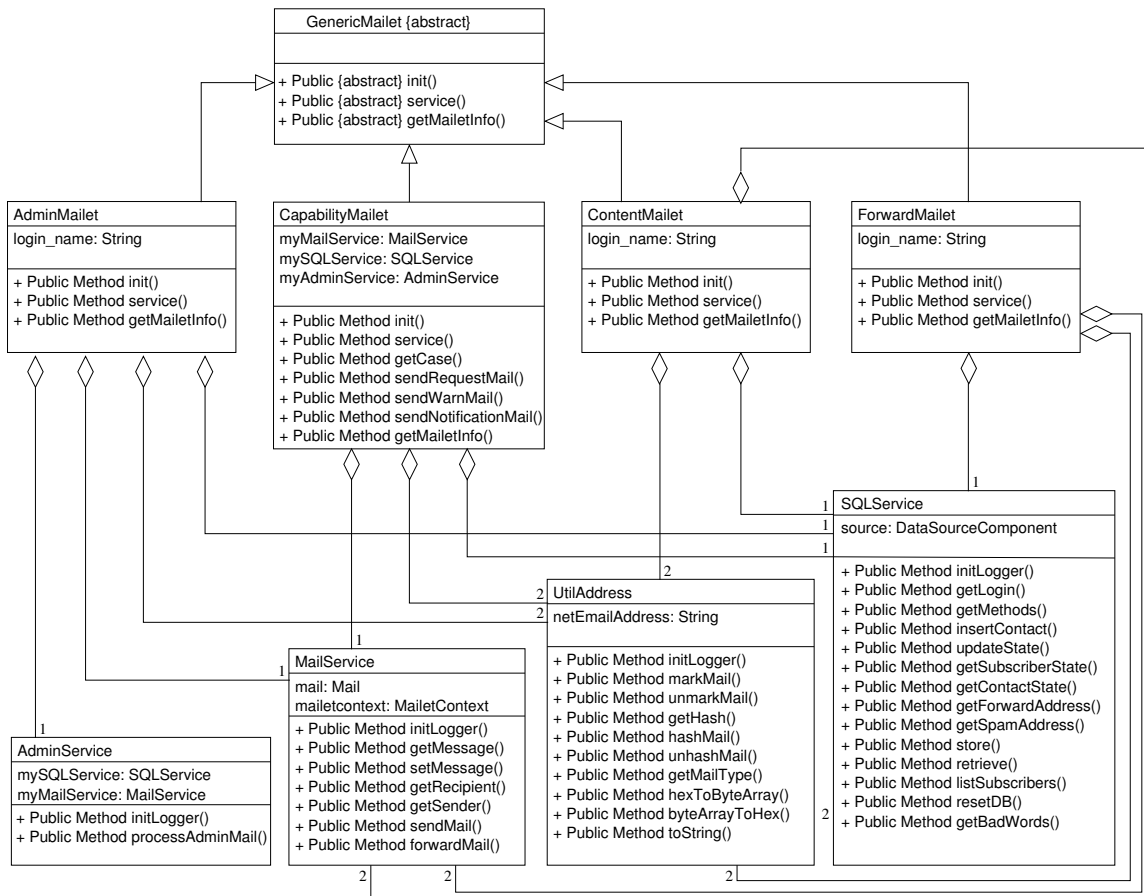 GenericMailet {abstract}
+ Public {abstract} init()
+ Public {abstract} service()
+ Public {abstract} getMailetInfo()
AdminMailet
login_name: String
+ Public Method init()
+ Public Method service()
+ Public Method getMailetInfo()
CapabilityMailet
myMailService: MailService
mySQLService: SQLService
myAdminService: AdminService
+ Public Method init()
+ Public Method service()
+ Public Method getCase()
+ Public Method sendRequestMail()
+ Public Method sendWarnMail()
+ Public Method sendNotificationMail()
+ Public Method getMailetInfo()
ContentMailet
login_name: String
+ Public Method init()
+ Public Method service()
+ Public Method getMailetInfo()
ForwardMailet
login_name: String
+ Public Method init()
+ Public Method service()
+ Public Method getMailetInfo()
1
SQLService
source: DataSourceComponent
+ Public Method initLogger()
+ Public Method getLogin()
+ Public Method getMethods()
+ Public Method insertContact()
+ Public Method updateState()
+ Public Method getSubscriberState()
+ Public Method getContactState()
+ Public Method getForwardAddress()
+ Public Method getSpamAddress()
+ Public Method store()
+ Public Method retrieve()
+ Public Method listSubscribers()
+ Public Method resetDB()
+ Public Method getBadWords()
1
1
1
2
UtilAddress
netEmailAddress: String
+ Public Method initLogger()
+ Public Method markMail()
+ Public Method unmarkMail()
+ Public Method getHash()
+ Public Method hashMail()
+ Public Method unhashMail()
+ Public Method getMailType()
+ Public Method hexToByteArray()
+ Public Method byteArrayToHex()
+ Public Method toString()
2
2
2
2
1
1
MailService
mail: Mail
mailetcontext: MailetContext
+ Public Method initLogger()
+ Public Method getMessage()
+ Public Method setMessage()
+ Public Method getRecipient()
+ Public Method getSender()
+ Public Method sendMail()
+ Public Method forwardMail()
2
2
1
AdminService
mySQLService: SQLService
myMailService: MailService
+ Public Method initLogger()
+ Public Method processAdminMail()